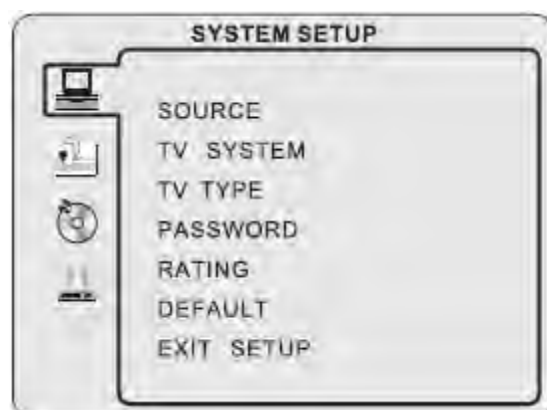 SYSTEM SETUP
SOURCE
TV SYSTEM
TV TYPE
PASSWORD
RATING
DEFAULT
EXIT SETUP